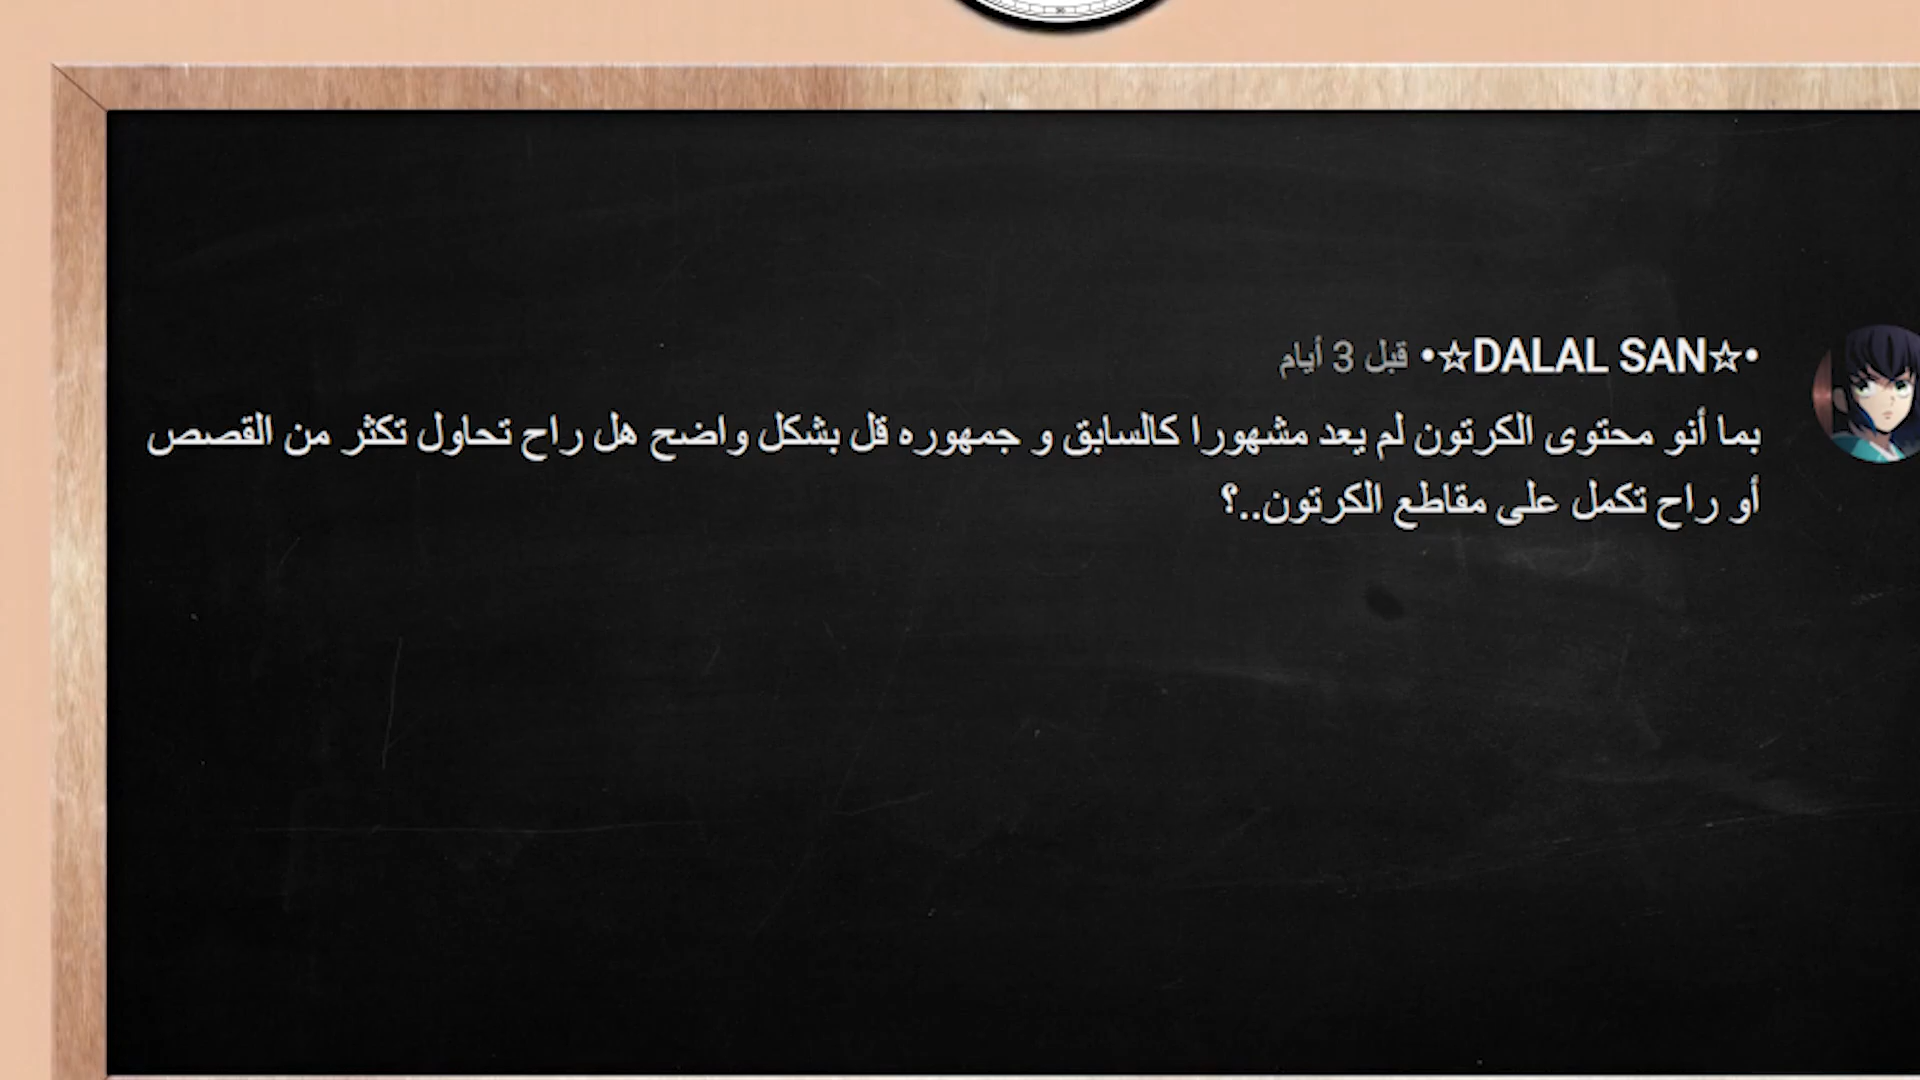 •☆DALAL SAN☆• قبل 3 أيام
بما أنو محتوى الكرتون لم يعد مشهورا كالسابق و جمهوره قل بشكل واضح هل راح تحاول تكثر من القصص
أو راح تكمل على مقاطع الكرتون..؟